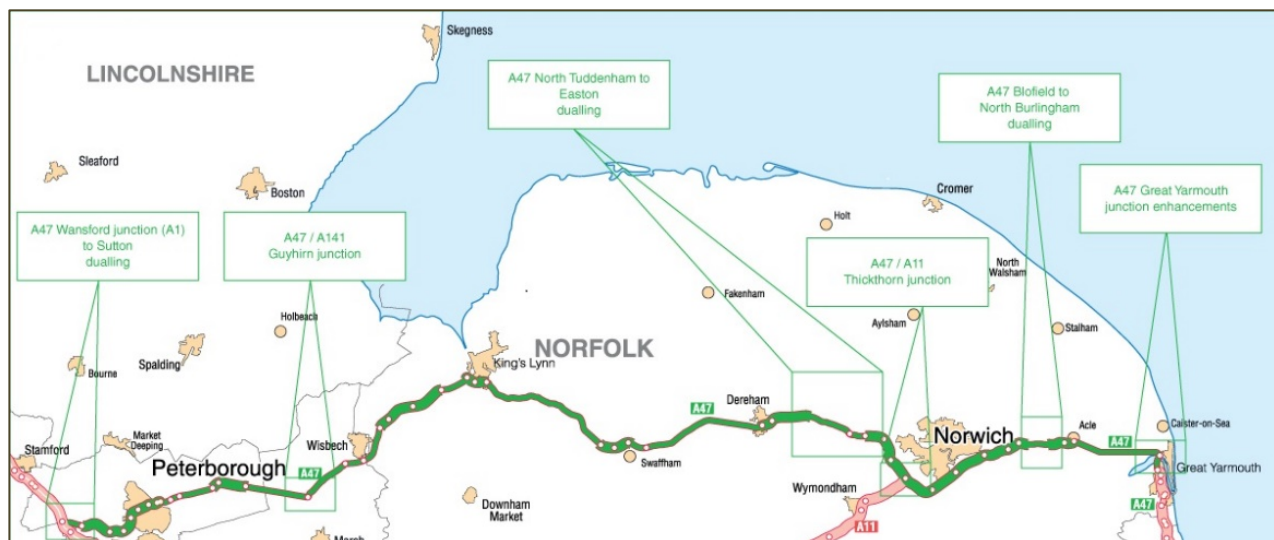 Skegness
LINCOLNSHIRE
A47 North Tuddenham to
Easton
dualling
A47 Blofield to
North Burlingham
dualling
Sleaford
Boston
Cromer
A47 Great Yarmouth
junction enhancements
A47 Wansford junction (A1)
to Sutton
dualling
A47 / A141
Guyhirn junction
Holt
A47 / A11
Thickthorn junction
North
Walsham
Fakenham
Holbeach
Aylsham
Stalham
Spalding
NORFOLK
King's Lynn
Bourne
Dereham
A47
Market
Deeping
Wisbech
Norwich
Acle
Caister-on-Sea
A47
Stamford
Peterborough
A47
Swaffham
Great Yarmouth
Wymondham
Downham
Market
A47
A11
March